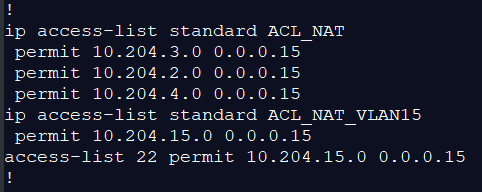 !
ip access-list standard ACL_NAT
 permit 10.204.3.0 0.0.0.15
 permit 10.204.2.0 0.0.0.15
 permit 10.204.4.0 0.0.0.15
ip access-list standard ACL_NAT_VLAN15
 permit 10.204.15.0 0.0.0.15
access-list 22 permit 10.204.15.0 0.0.0.15
!